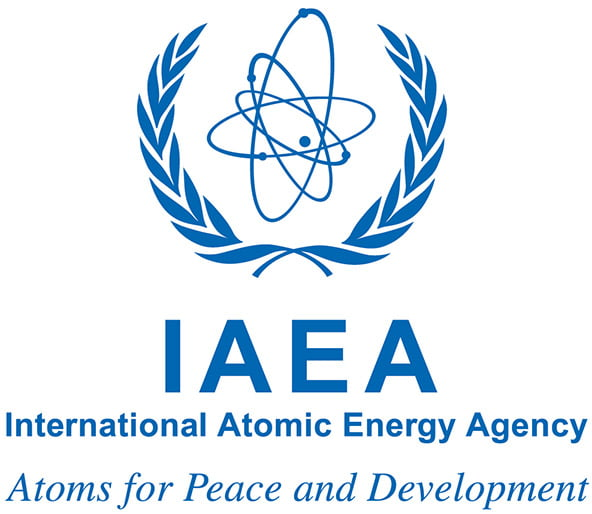 IAEA
International Atomic Energy Agency
Atoms for Peace and Development